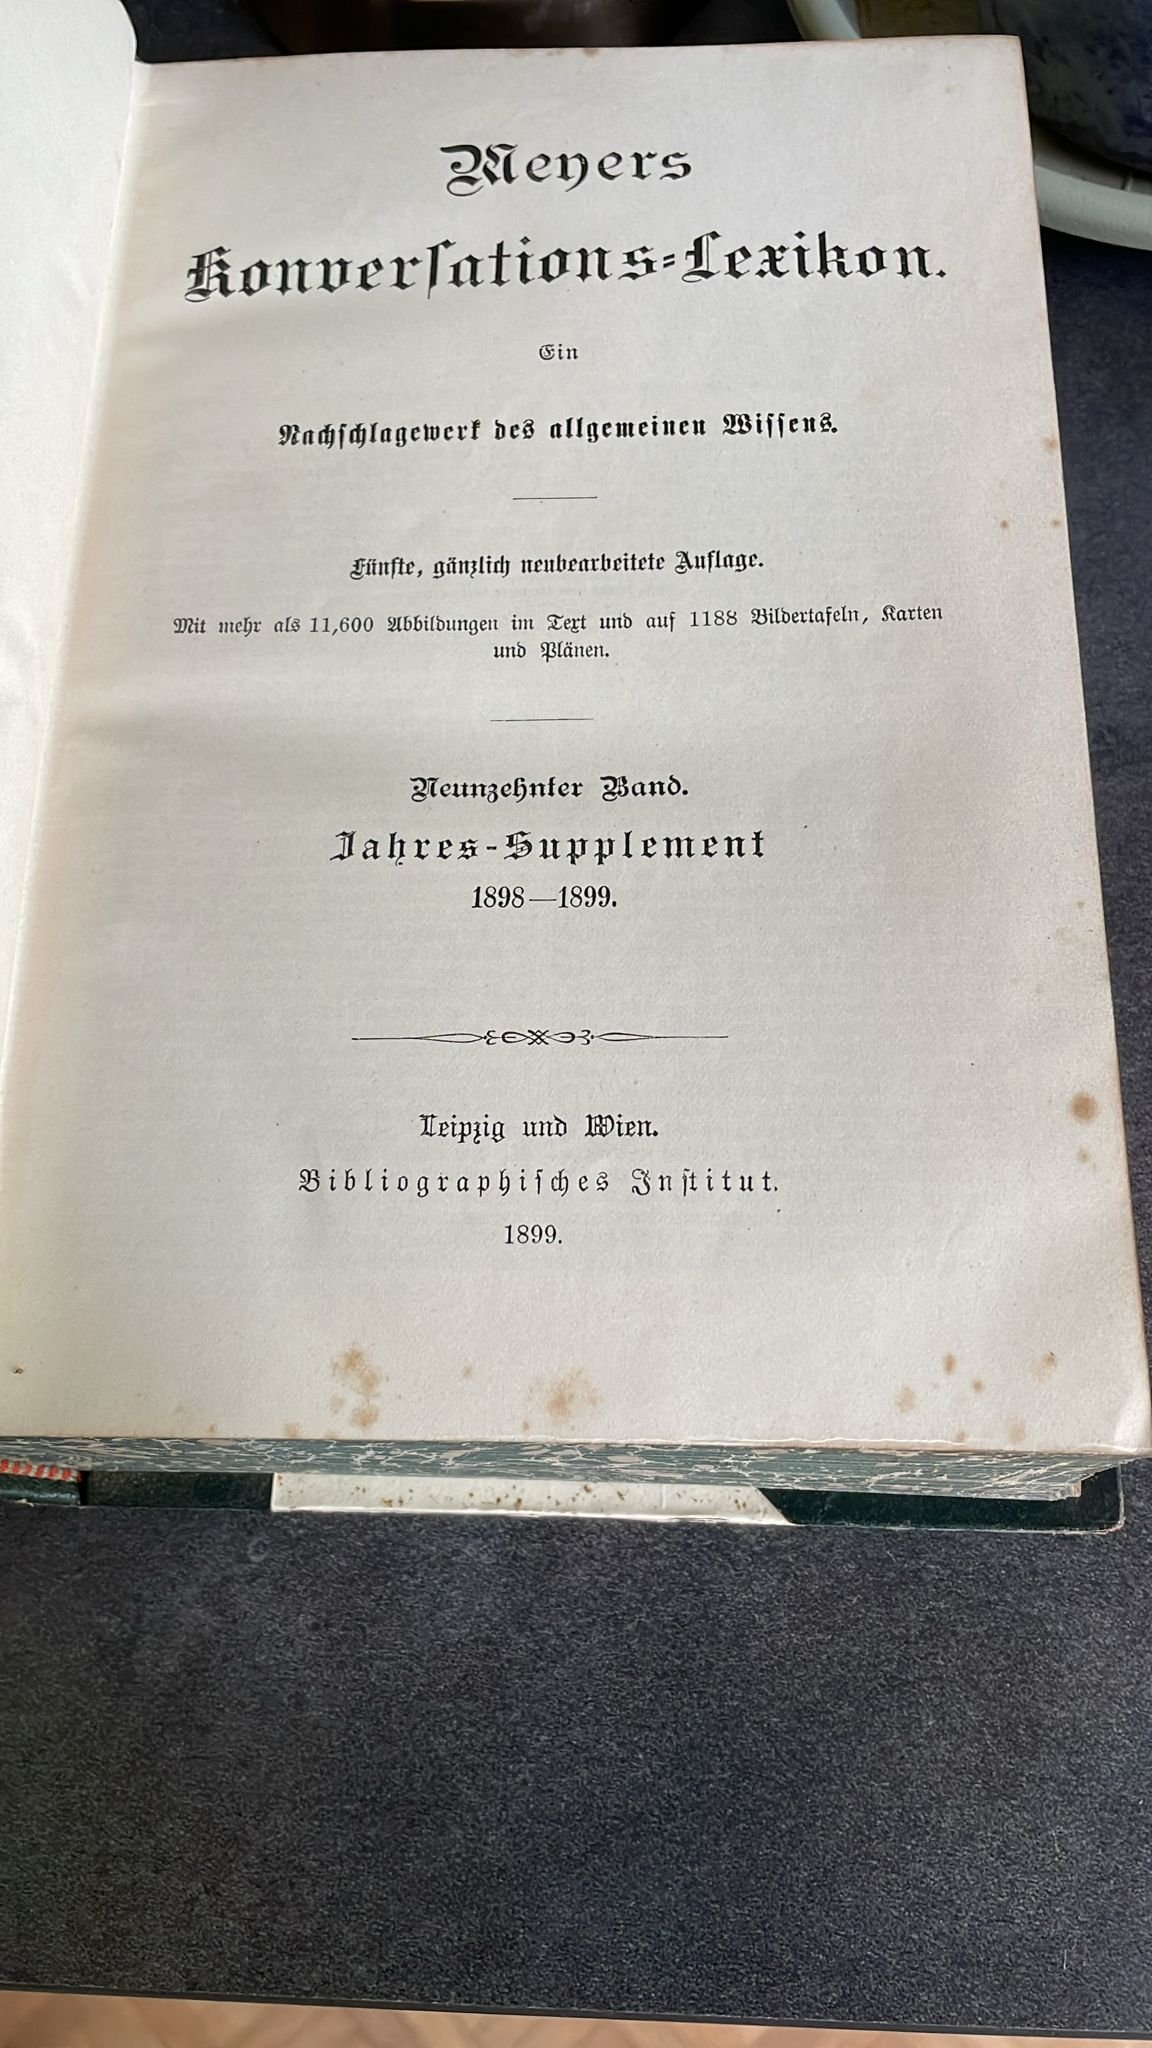 Meyers
Konverſations-Lexikon.
Ein
Nachſchlagewerk des allgemeinen Wiſſens.
Fünfte, gänzlich neubearbeitete Auflage.
Mit mehr als 11,600 Abbildungen im Text und auf 1188 Bildertafeln, Karten
und Plänen.
Neunzehnter Band.
Jahres-Supplement
1898—1899.
Leipzig und Wien.
Bibliographiſches Inſtitut.
1899.